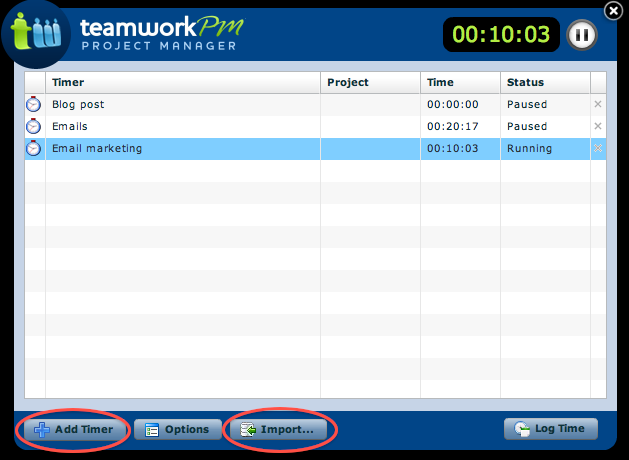 teamworkPm
PROJECT MANAGER
00:10:03
Timer Project Time Status
Blog post 00:00:00 Paused
Emails 00:20:17 Paused
Email marketing 00:10:03 Running
Add Timer Options Import... Log Time